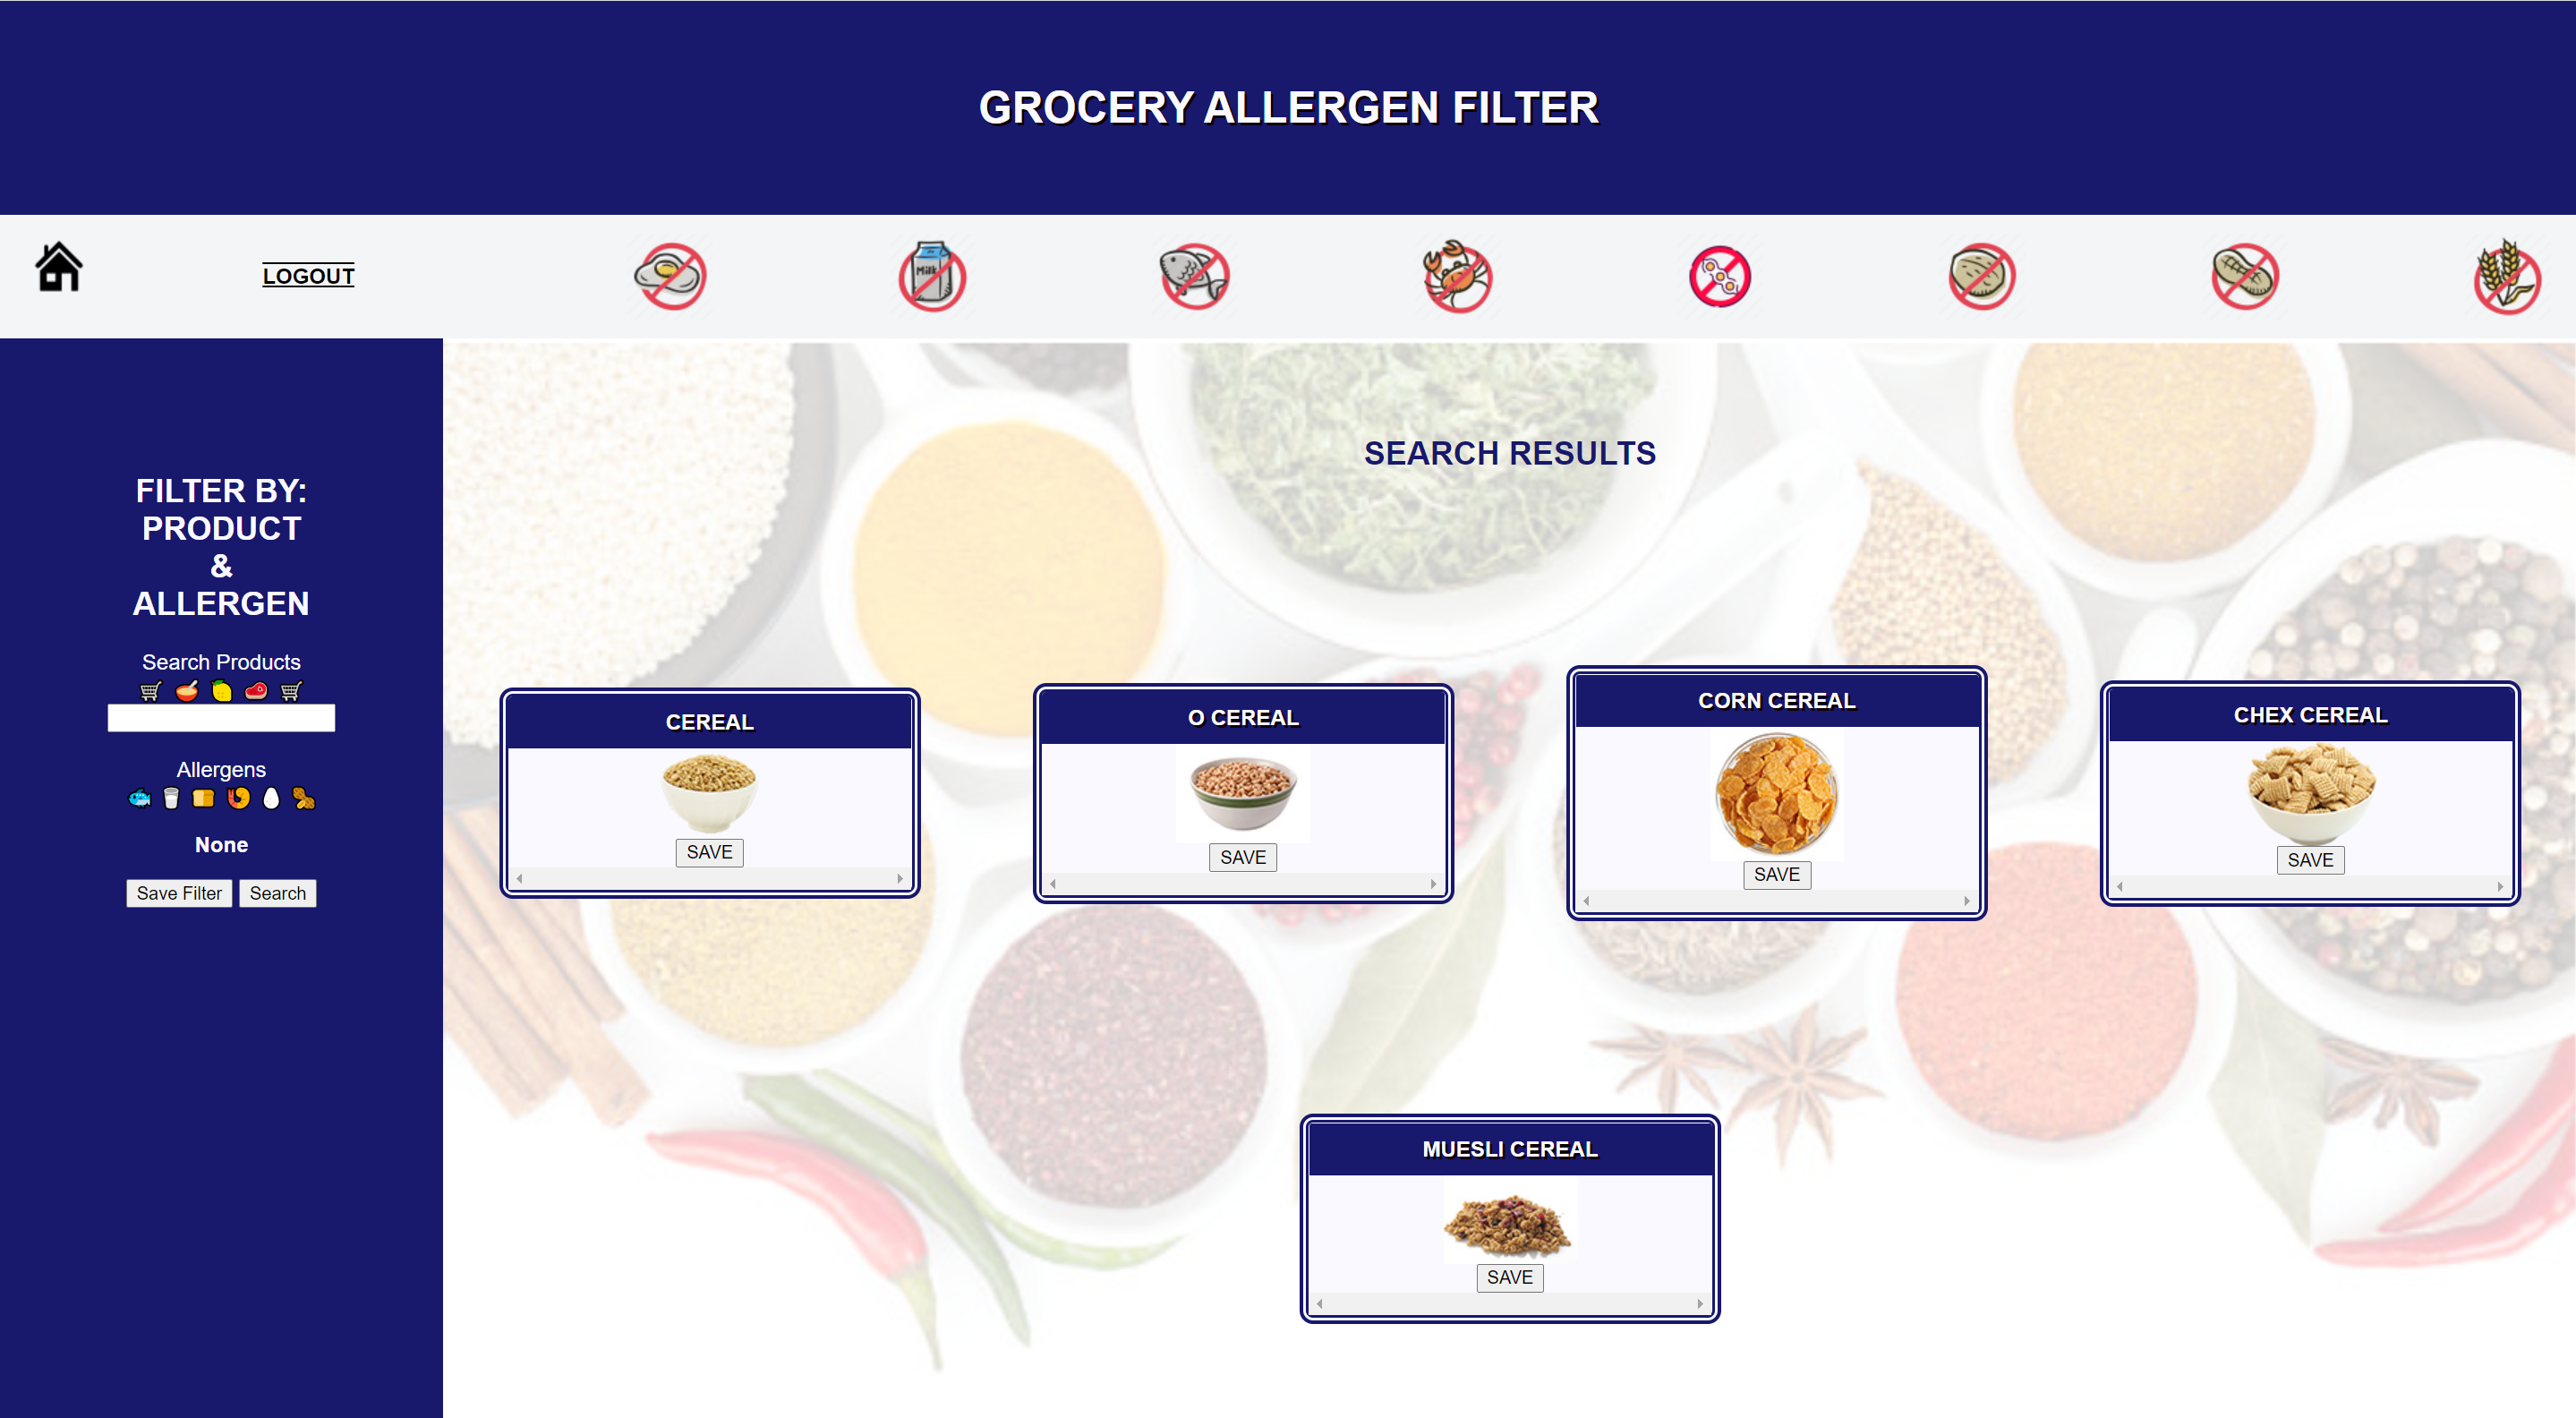 GROCERY ALLERGEN FILTER
LOGOUT
Milk
FILTER BY:
PRODUCT
&
ALLERGEN
Search Products
Allergens
None
Save Filter Search
SEARCH RESULTS
CEREAL
SAVE
O CEREAL
SAVE
CORN CEREAL
SAVE
CHEX CEREAL
SAVE
MUESLI CEREAL
SAVE